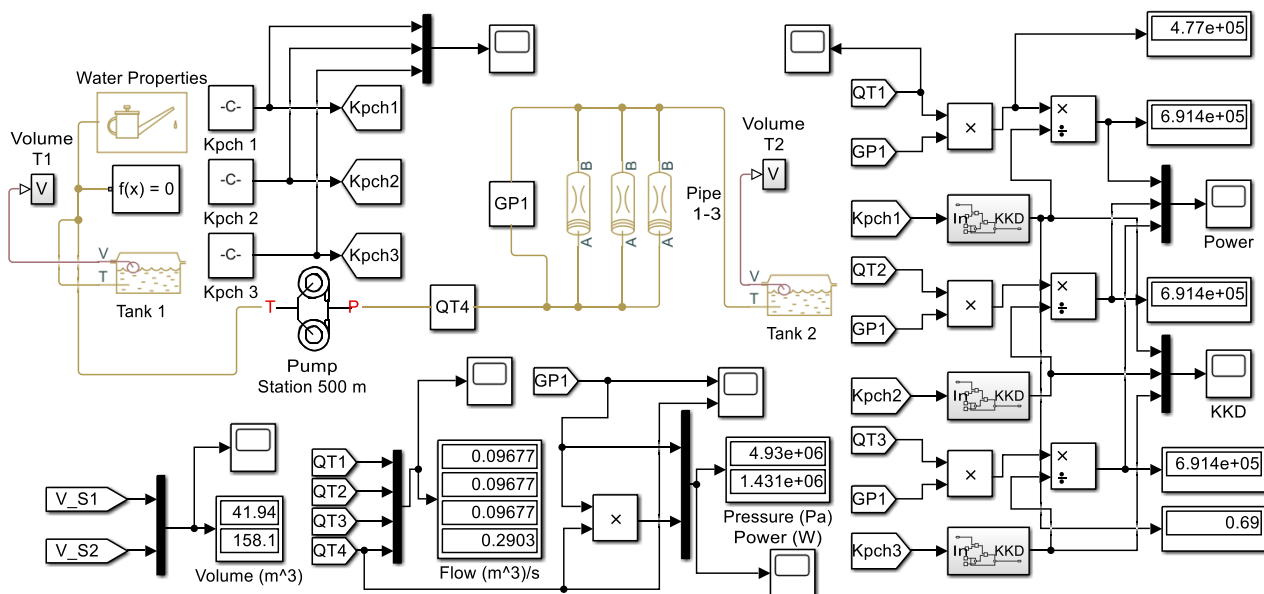 Water Properties
Volume
T1
V
f(x) = 0
V
T
Tank 1
-C-
Kpch 1
Kpch1
-C-
Kpch 2
Kpch2
-C-
Kpch 3
Kpch3
T
P
Pump
Station 500 m
QT4
GP1
B
A
B
A
B
A
Pipe
1-3
Volume
T2
V
V
T
Tank 2
QT1
GP1
×
×
÷
4.77e+05
6.914e+05
Kpch1
In
KKD
Power
QT2
GP1
×
×
÷
6.914e+05
Kpch2
In
KKD
KKD
QT3
GP1
×
×
÷
6.914e+05
0.69
Kpch3
In
KKD
V_S1
V_S2
41.94
158.1
Volume (m^3)
QT1
QT2
QT3
QT4
0.09677
0.09677
0.09677
0.2903
Flow (m^3)/s
GP1
×
4.93e+06
1.431e+06
Pressure (Pa)
Power (W)